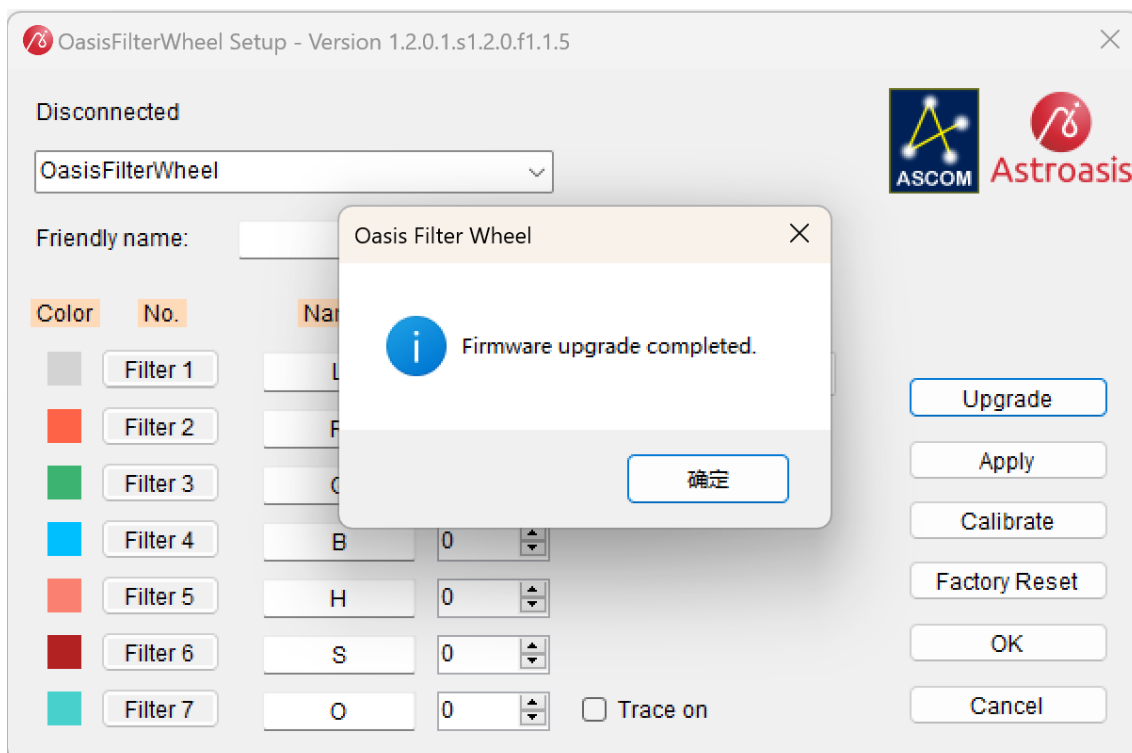 OasisFilterWheel Setup - Version 1.2.0.1.s1.2.0.f1.1.5
Disconnected
OasisFilterWheel
ASCOM
Astroasis
Friendly name:
Oasis Filter Wheel
Firmware upgrade completed.
确定
Color No.
Filter 1
Filter 2
Filter 3
Filter 4 B 0
Filter 5 H 0
Filter 6 S 0
Filter 7 O 0 Trace on
Upgrade
Apply
Calibrate
Factory Reset
OK
Cancel